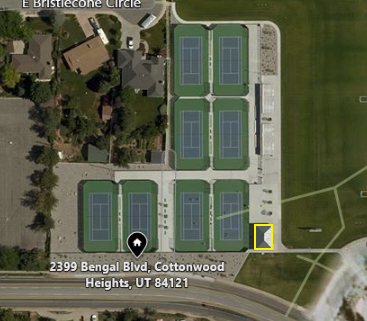 E Bristlecone Circle
2399 Bengal Blvd, Cottonwood
Heights, UT 84121